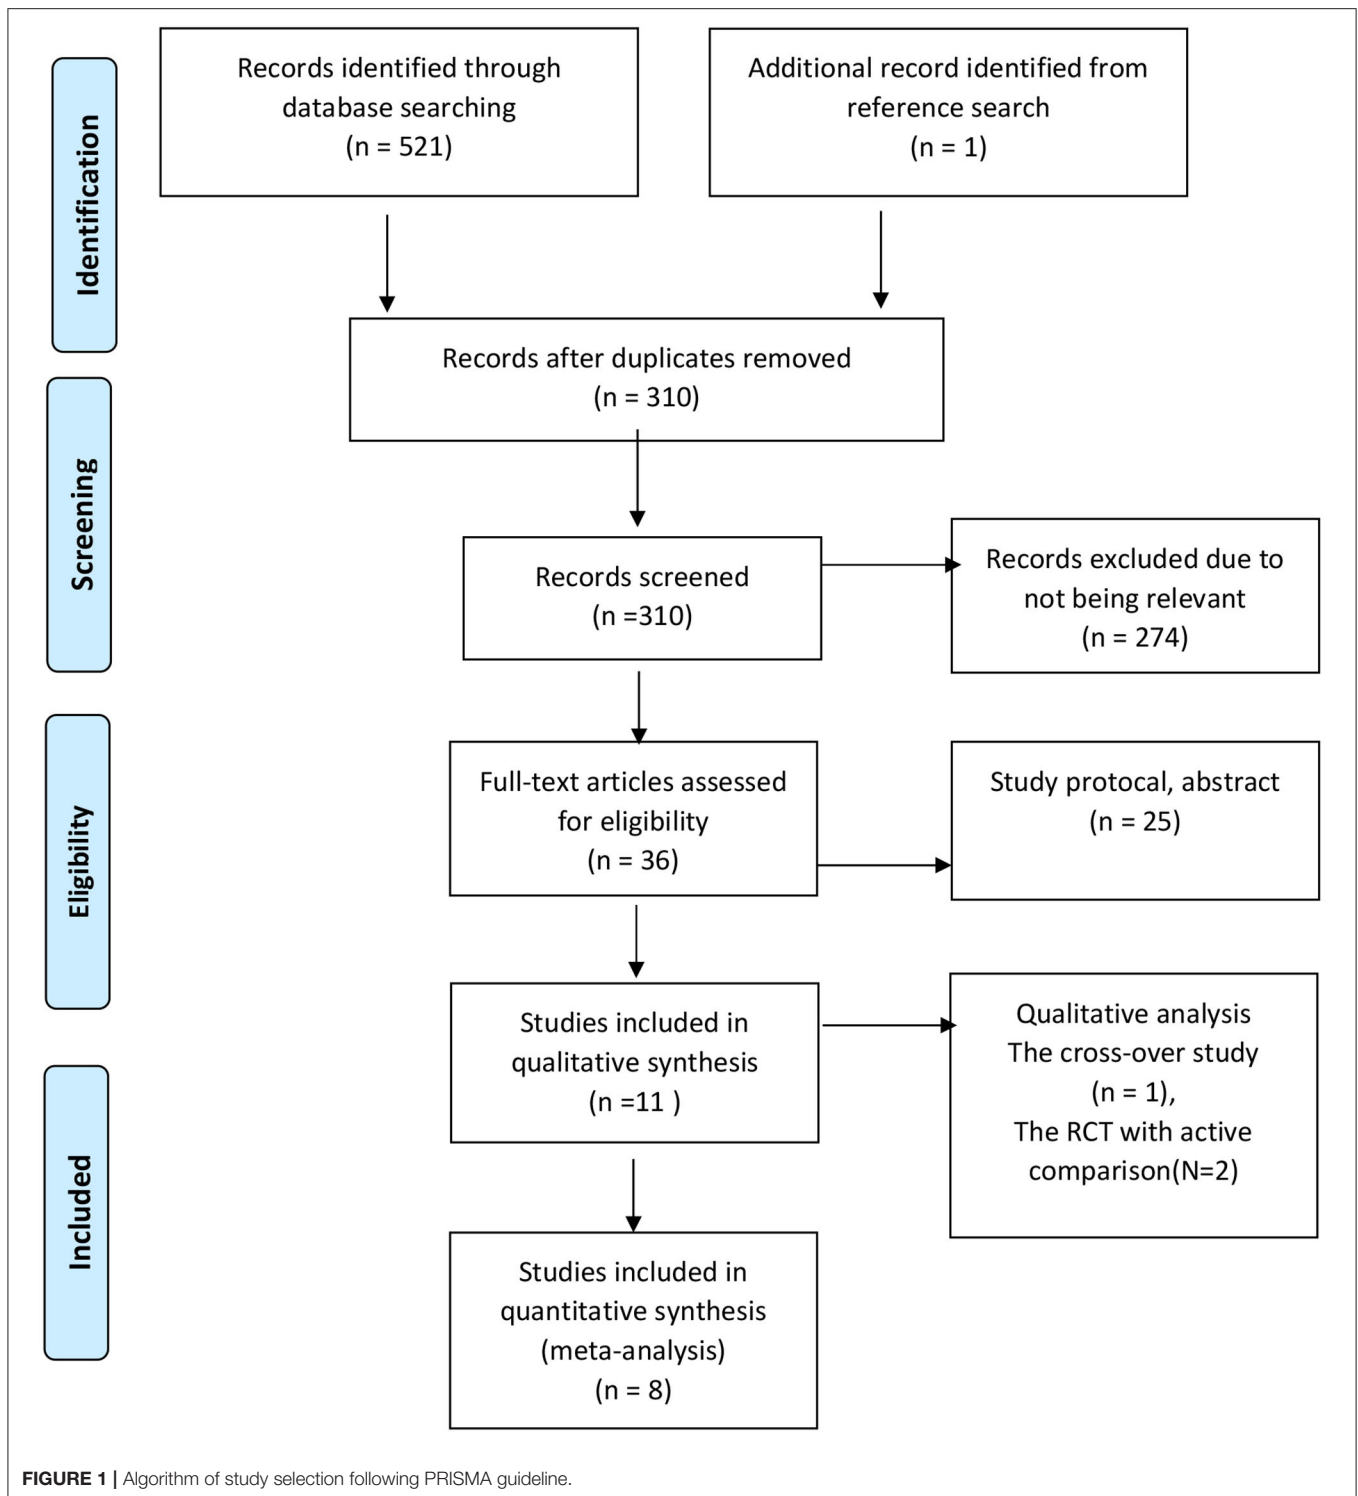 Records identified through
database searching
(n = 521)
Additional record identified from
reference search
(n = 1)
Identification
Records after duplicates removed
(n = 310)
Screening
Records screened
(n =310)
Records excluded due to
not being relevant
(n = 274)
Eligibility
Full-text articles assessed
for eligibility
(n = 36)
Study protocal, abstract
(n = 25)
Studies included in
qualitative synthesis
(n =11 )
Qualitative analysis
The cross-over study
(n = 1),
The RCT with active
comparison(N=2)
Included
Studies included in
quantitative synthesis
(meta-analysis)
(n = 8)
FIGURE 1 | Algorithm of study selection following PRISMA guideline.